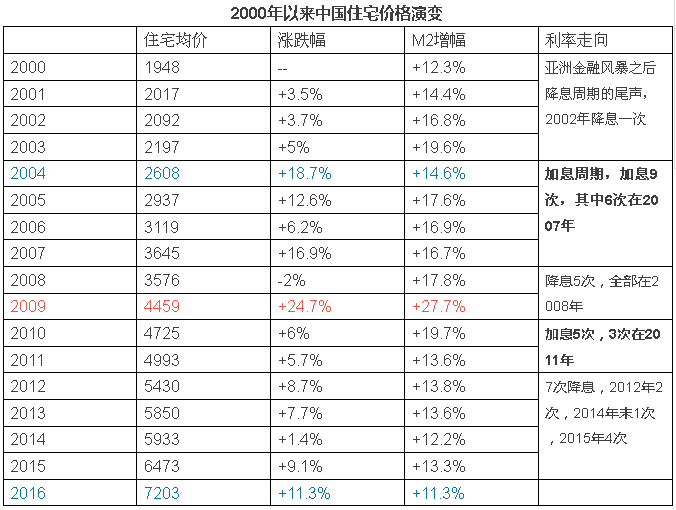 2000年以来中国住宅价格演变
住宅均价 涨跌幅 M2增幅 利率走向
2000 1948 -- +12.3% 亚洲金融风暴之后
2001 2017 +3.5% +14.4% 降息周期的尾声，
2002 2092 +3.7% +16.8% 2002年降息一次
2003 2197 +5% +19.6%
2004 2608 +18.7% +14.6% 加息周期，加息9
2005 2937 +12.6% +17.6% 次，其中6次在20
2006 3119 +6.2% +16.9% 07年
2007 3645 +16.9% +16.7%
2008 3576 -2% +17.8% 降息5次，全部在2
2009 4459 +24.7% +27.7% 008年
2010 4725 +6% +19.7% 加息5次，3次在20
2011 4993 +5.7% +13.6% 11年
2012 5430 +8.7% +13.8% 7次降息，2012年2
2013 5850 +7.7% +13.6% 次，2014年末1次
2014 5933 +1.4% +12.2% ，2015年4次
2015 6473 +9.1% +13.3%
2016 7203 +11.3% +11.3%